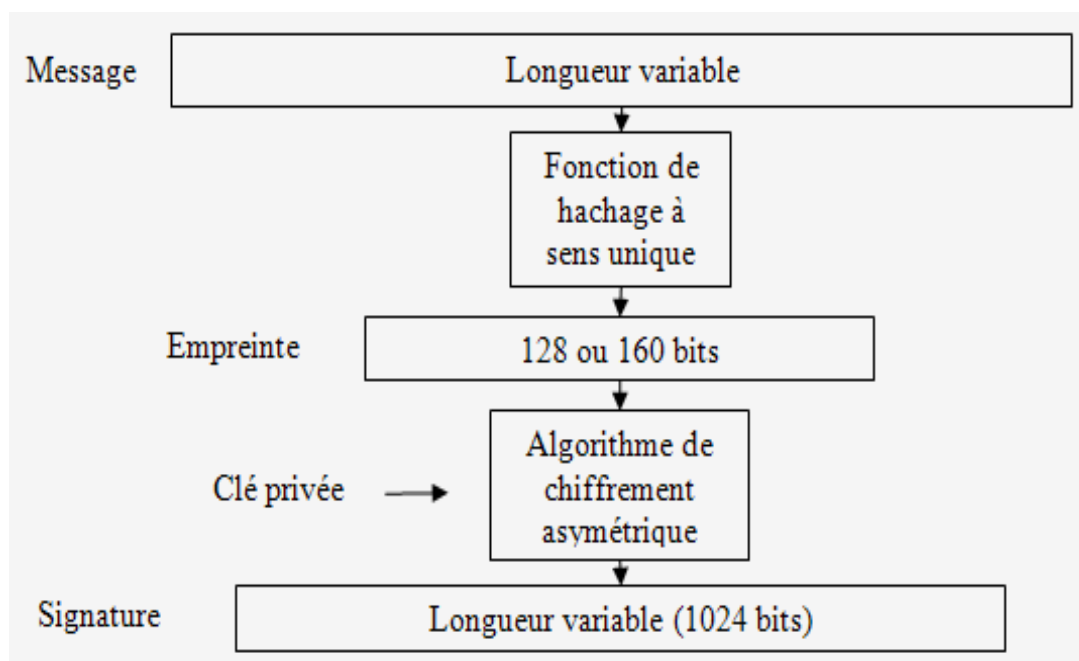 Message
Longueur variable
Fonction de
hachage à
sens unique
Empreinte
128 ou 160 bits
Clé privée
Algorithme de
chiffrement
asymétrique
Signature
Longueur variable (1024 bits)